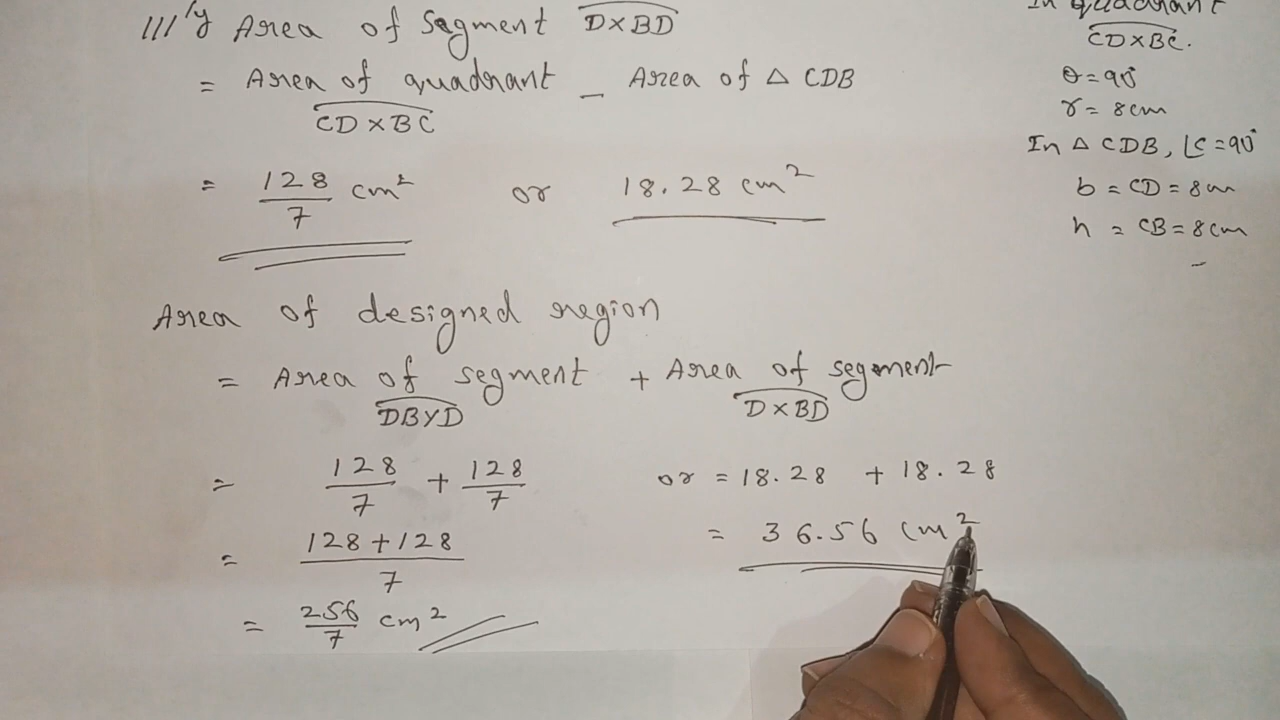 |||ly Area of Segment DXBD
= Area of quadrant CDXBC - Area of △ CDB
= 128/7 cm² or 18.28 cm²
In quadrant
CDXBC.
θ = 90°
r = 8cm
In △ CDB, ∠C = 90°
b = CD = 8cm
h = CB = 8cm
Area of designed region
= Area of segment DBYD + Area of segment DXBD
= 128/7 + 128/7
= 128 + 128/7
= 256/7 cm²
or = 18.28 + 18.28
= 36.56 cm²